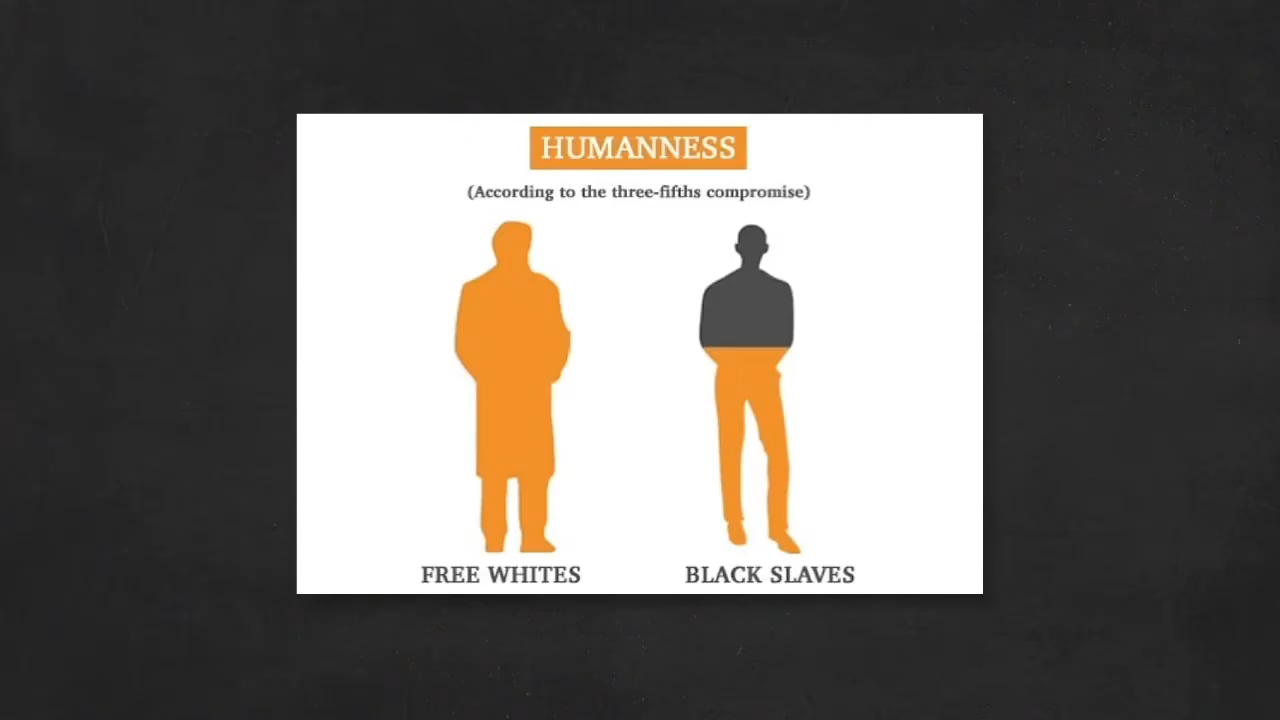 HUMANNESS
(According to the three-fifths compromise)
FREE WHITES
BLACK SLAVES